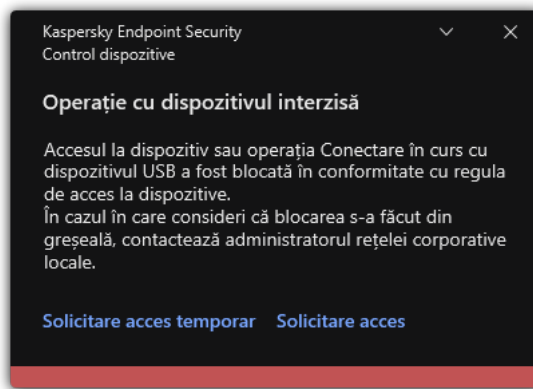 Kaspersky Endpoint Security
Control dispozitive
Operație cu dispozitivul interzisă
Accesul la dispozitiv sau operația Conectare în curs cu
dispozitivul USB a fost blocată în conformitate cu regula
de acces la dispozitive.
În cazul în care consideri că blocarea s-a făcut din
greșeală, contactează administratorul rețelei corporative
locale.
Solicitare acces temporar Solicitare acces